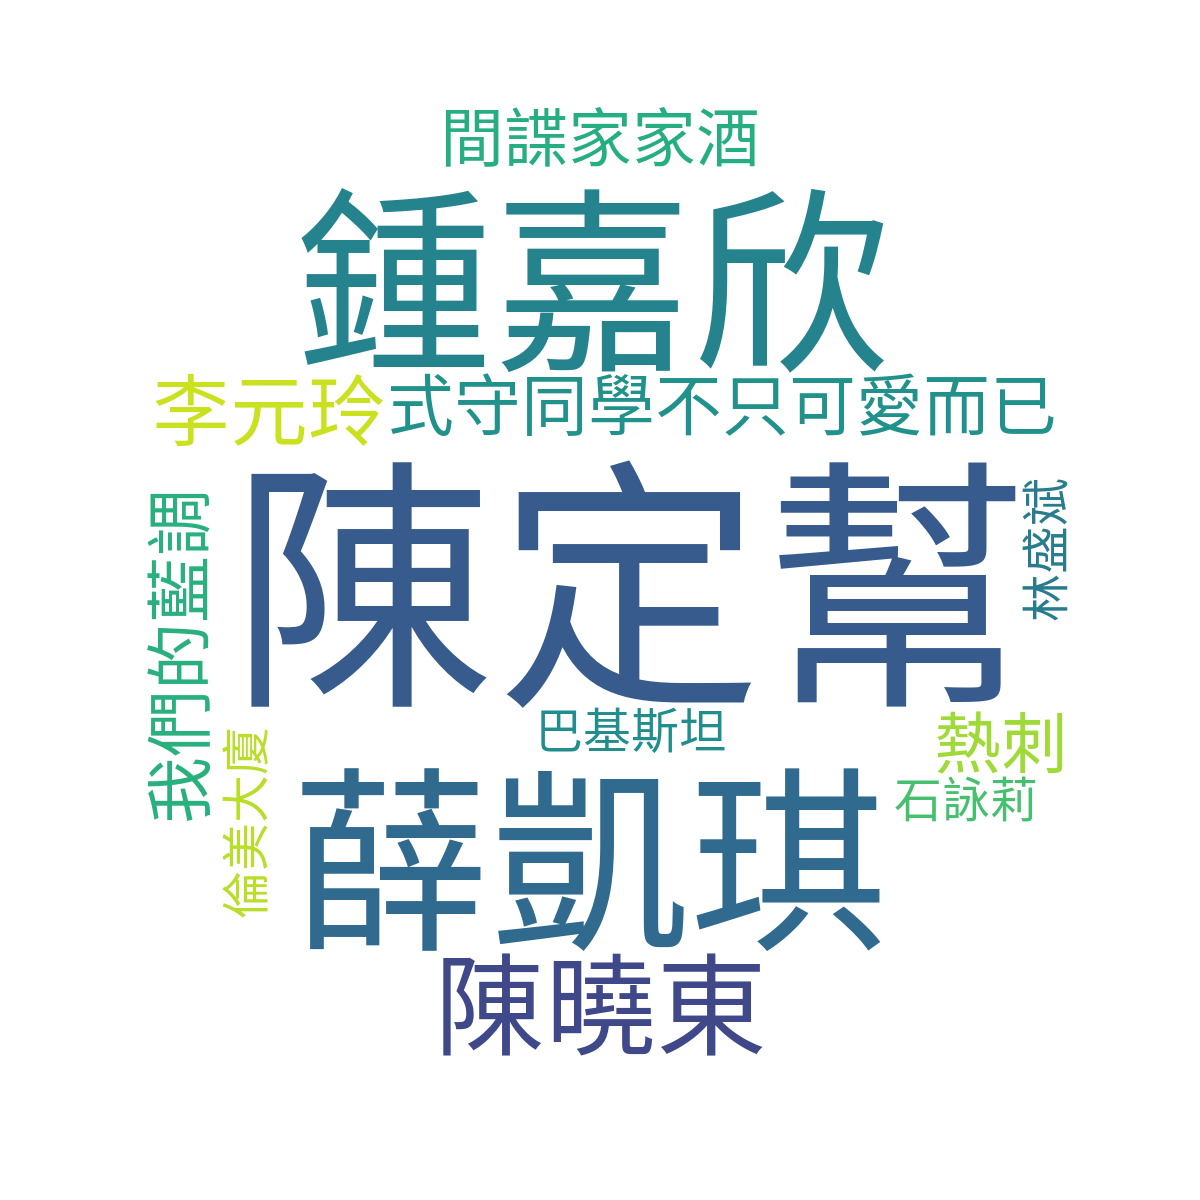 間諜家家酒
鍾嘉欣
李元玲
式守同學不只可愛而已
陳定幫
林盛斌
我們的藍調
巴基斯坦
熱刺
倫美大廈
薛凱琪
石詠莉
陳曉東